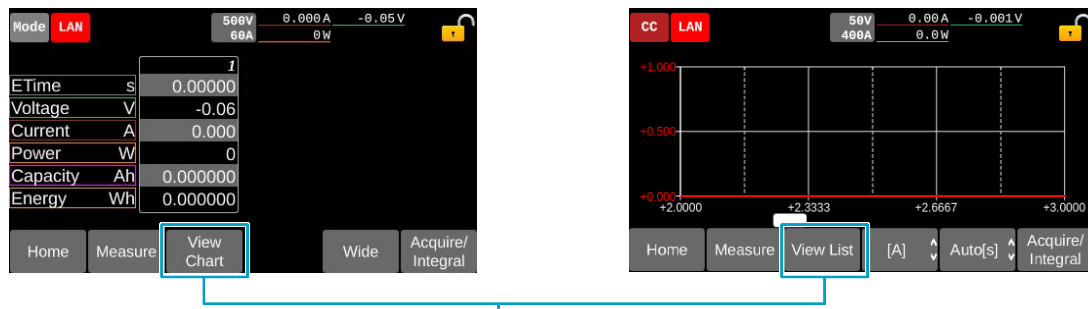 Mode LAN 500V 60A 0.000A -0.05V 0W
1
ETime s 0.00000
Voltage V -0.06
Current A 0.000
Power W 0
Capacity Ah 0.000000
Energy Wh 0.000000
Home Measure View Chart Wide Acquire/ Integral
CC LAN 50V 400A 0.00A -0.001V 0.0W
+1.000
+0.500
+0.000
+2.0000 +2.3333 +2.6667 +3.0000
Home Measure View List [A] Auto[s] Acquire/ Integral